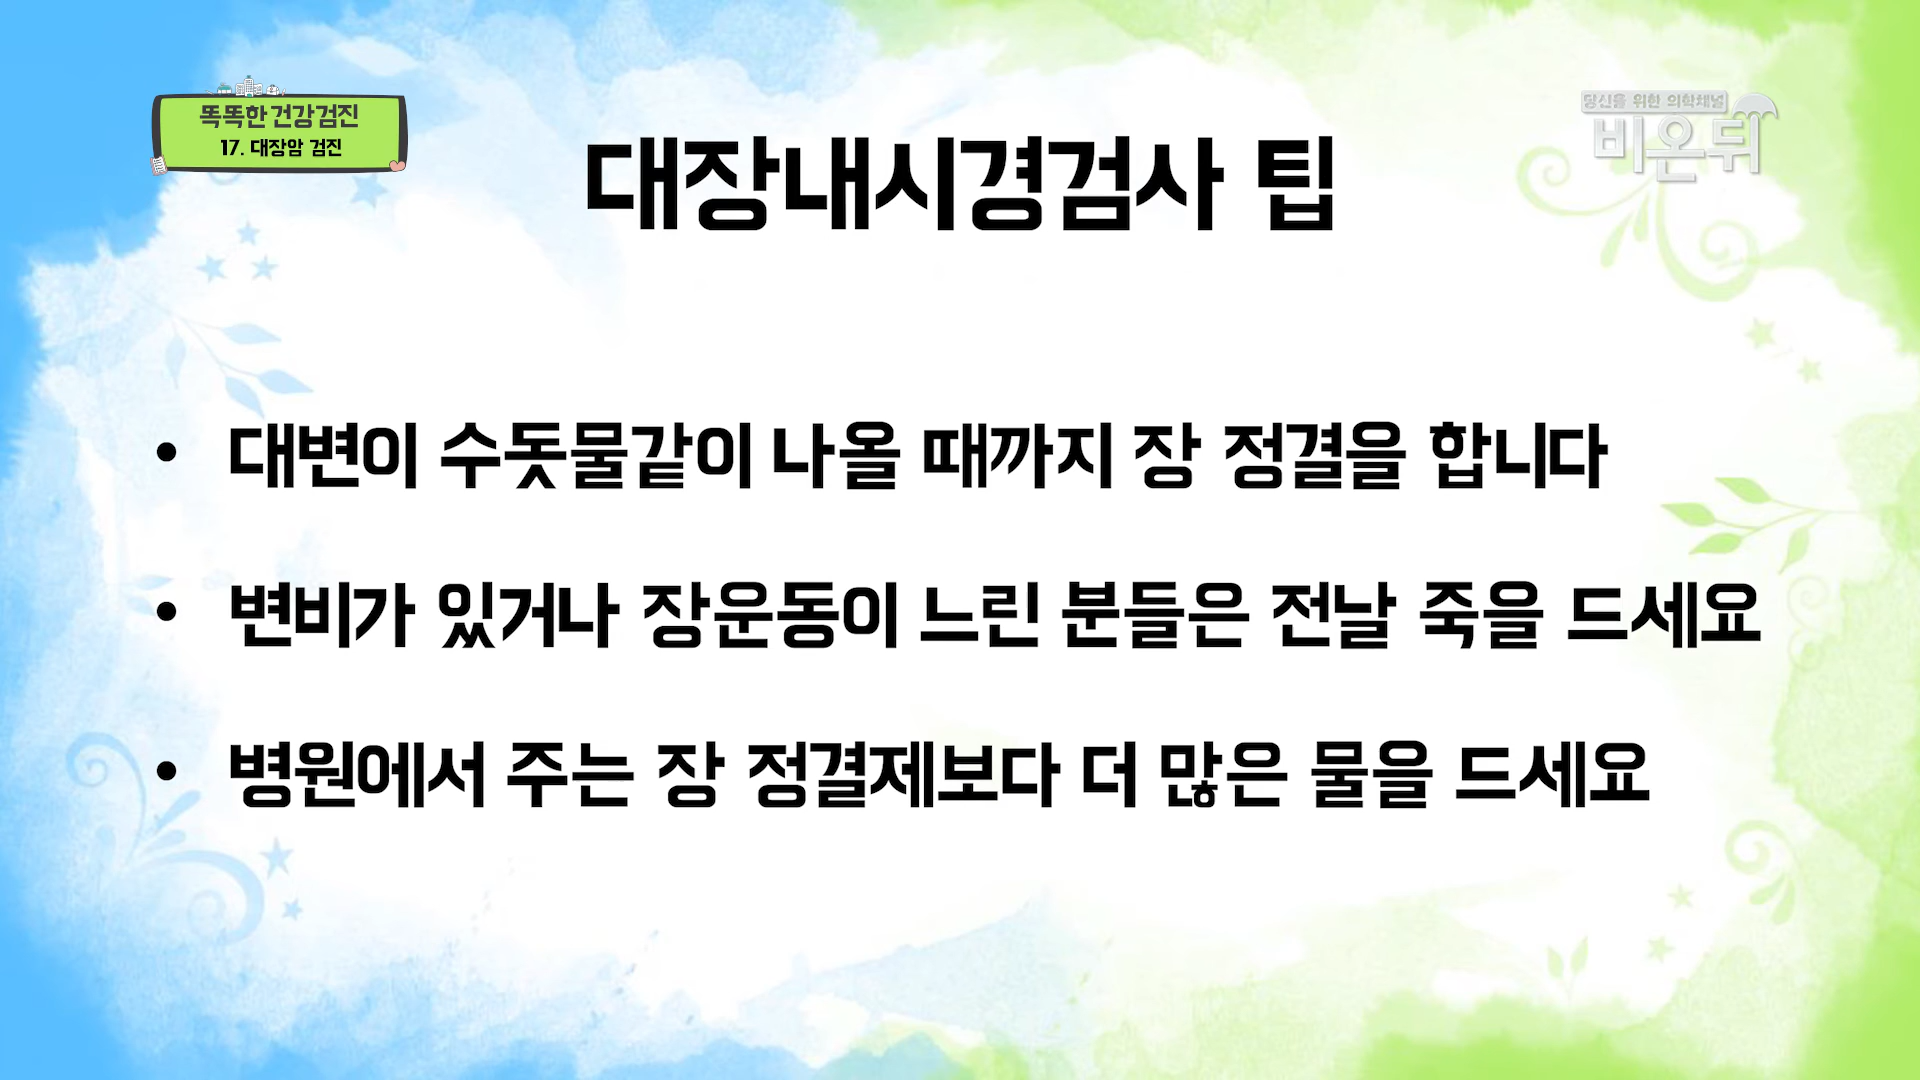 똑똑한 건강검진
17. 대장암 검진
당신을 위한 의학채널
비온뒤
대장내시경검사 팁
• 대변이 수돗물같이 나올 때까지 장 정결을 합니다
• 변비가 있거나 장운동이 느린 분들은 전날 죽을 드세요
• 병원에서 주는 장 정결제보다 더 많은 물을 드세요